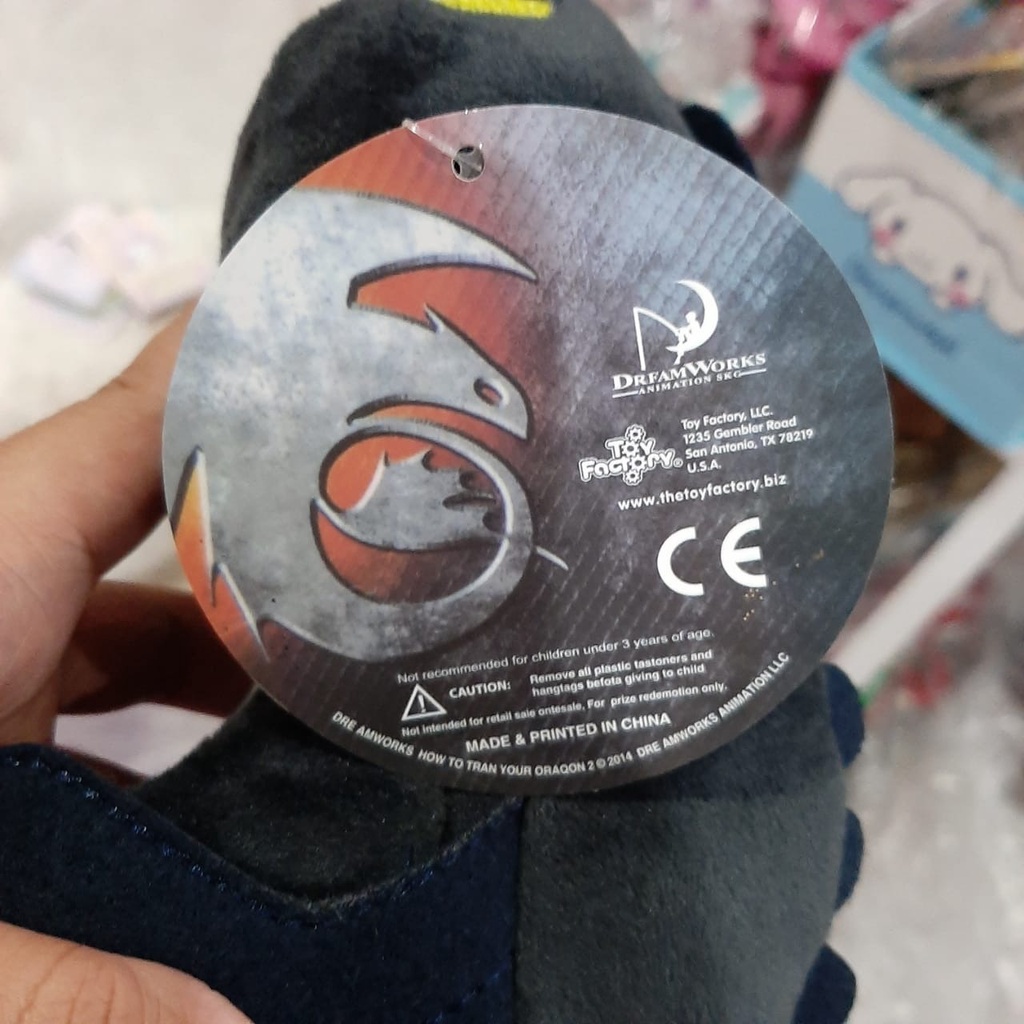 DREAMWORKS
ANIMATION SKG
Toy Factory®
Toy Factory, LLC.
1235 Gembler Road
San Antonio, TX 78219
U.S.A.
www.thetoyfactory.biz
CE
Not recommended for children under 3 years of age.
CAUTION: Remove all plastic tastoners and
hangtags befota giving to child
Not intended for retail sale ontesale. For prize redemotion only.
MADE & PRINTED IN CHINA
DRE AMWORKS HOW TO TRAN YOUR ORAGON 2 © 2014 DRE AMWORKS ANIMATION LLC